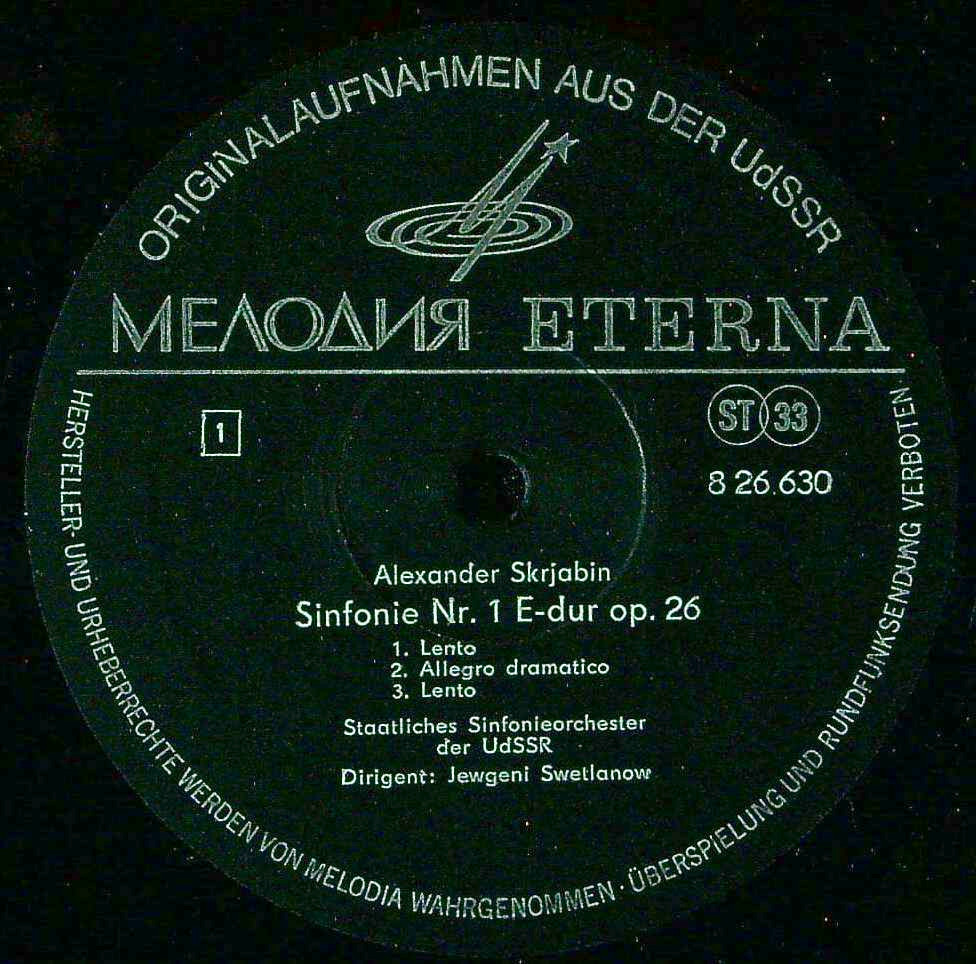 ORIGINALAUFNAHMEN AUS DER UdSSR
МЕЛОДИЯ ETERNA
1
ST 33
8 26.630
Alexander Skrjabin
Sinfonie Nr. 1 E-dur op. 26
1. Lento
2. Allegro dramatico
3. Lento
Staatliches Sinfonieorchester
der UdSSR
Dirigent: Jewgeni Swetlanow
HERSTELLER- UND URHEBERRECHTE WERDEN VON MELODIA WAHRGENOMMEN · ÜBERSPIELUNG UND RUNDFUNKSENDUNG VERBOTEN